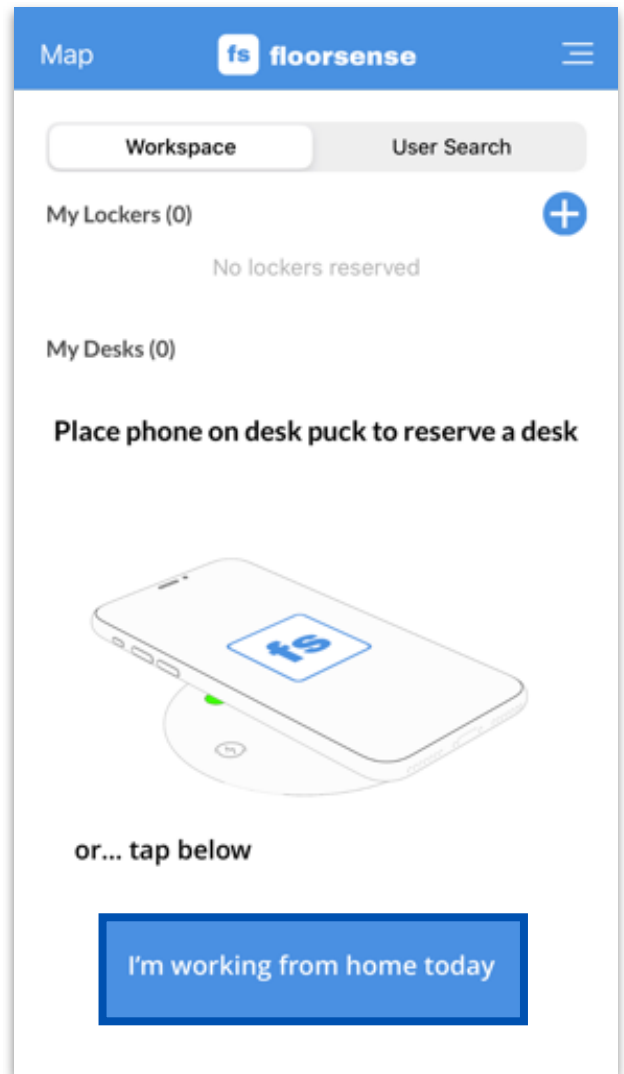 Map
fs floorsense
Workspace
User Search
My Lockers (0)
No lockers reserved
My Desks (0)
Place phone on desk puck to reserve a desk
fs
or... tap below
I'm working from home today